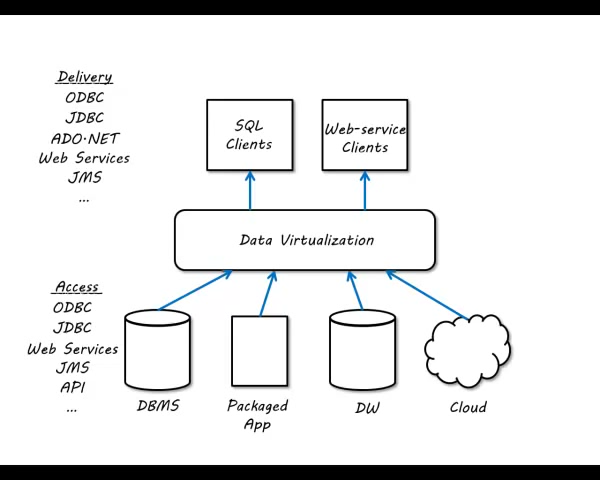 Delivery
ODBC
JDBC
ADO.NET
Web Services
JMS
...
SQL
Clients
Web-service
Clients
Data Virtualization
Access
ODBC
JDBC
Web Services
JMS
API
...
DBMS
Packaged
App
DW
Cloud